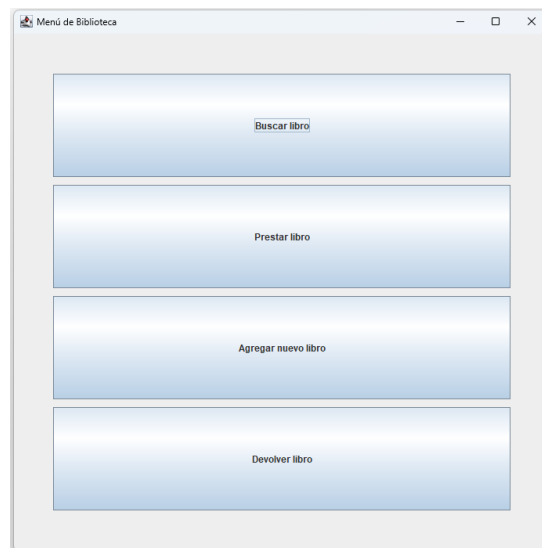 Menú de Biblioteca
Buscar libro
Prestar libro
Agregar nuevo libro
Devolver libro